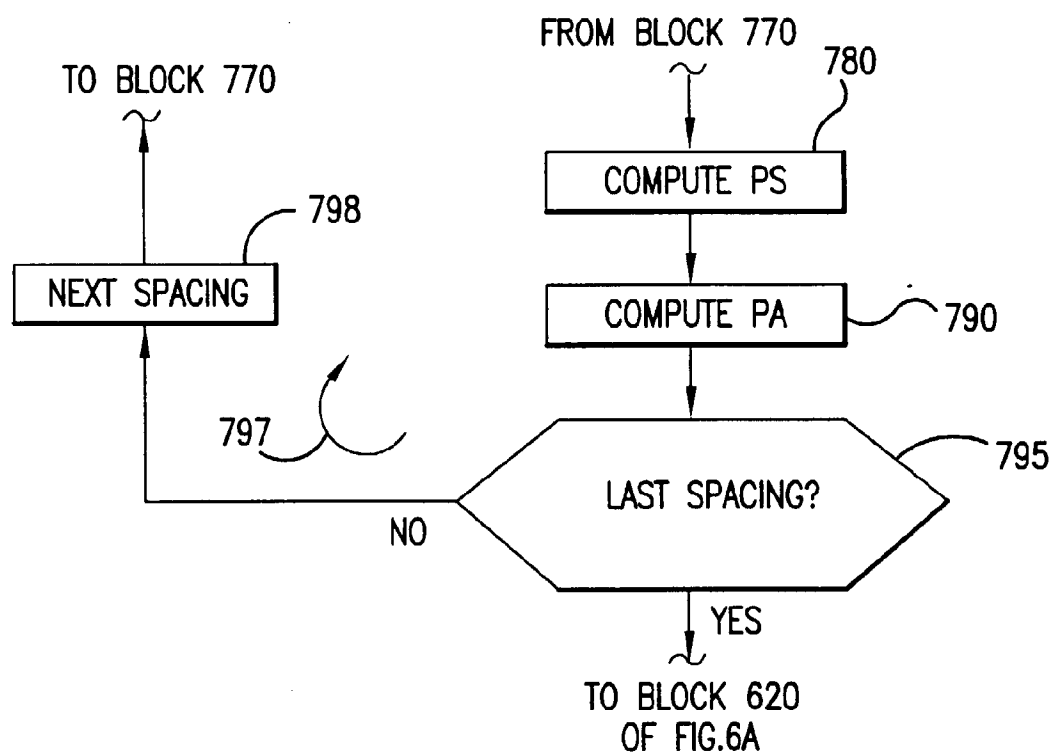 FROM BLOCK 770
TO BLOCK 770
780
COMPUTE PS
798
NEXT SPACING
COMPUTE PA
790
797
795
LAST SPACING?
NO
YES
TO BLOCK 620
OF FIG.6A